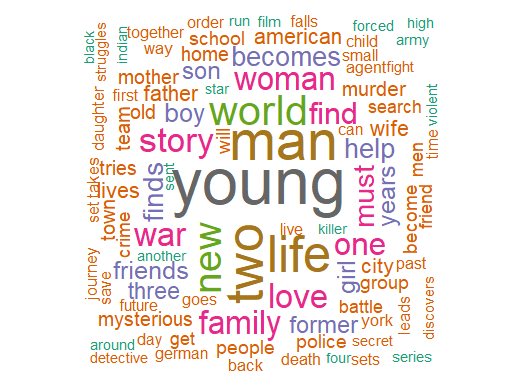 order run film falls
together forced high
black indian struggles way school american child army
home becomes small
mother son woman agent fight
first father star murder
daughter team old boy world find search violent
story man will can wife time
tries finds sent young help men
set takes lives must years become friend
town war new two life one girl city past
crime another live killer group
journey save friends three love battle leads discovers
future goes former york
mysterious family police secret
day get people
around german back death four sets series
detective